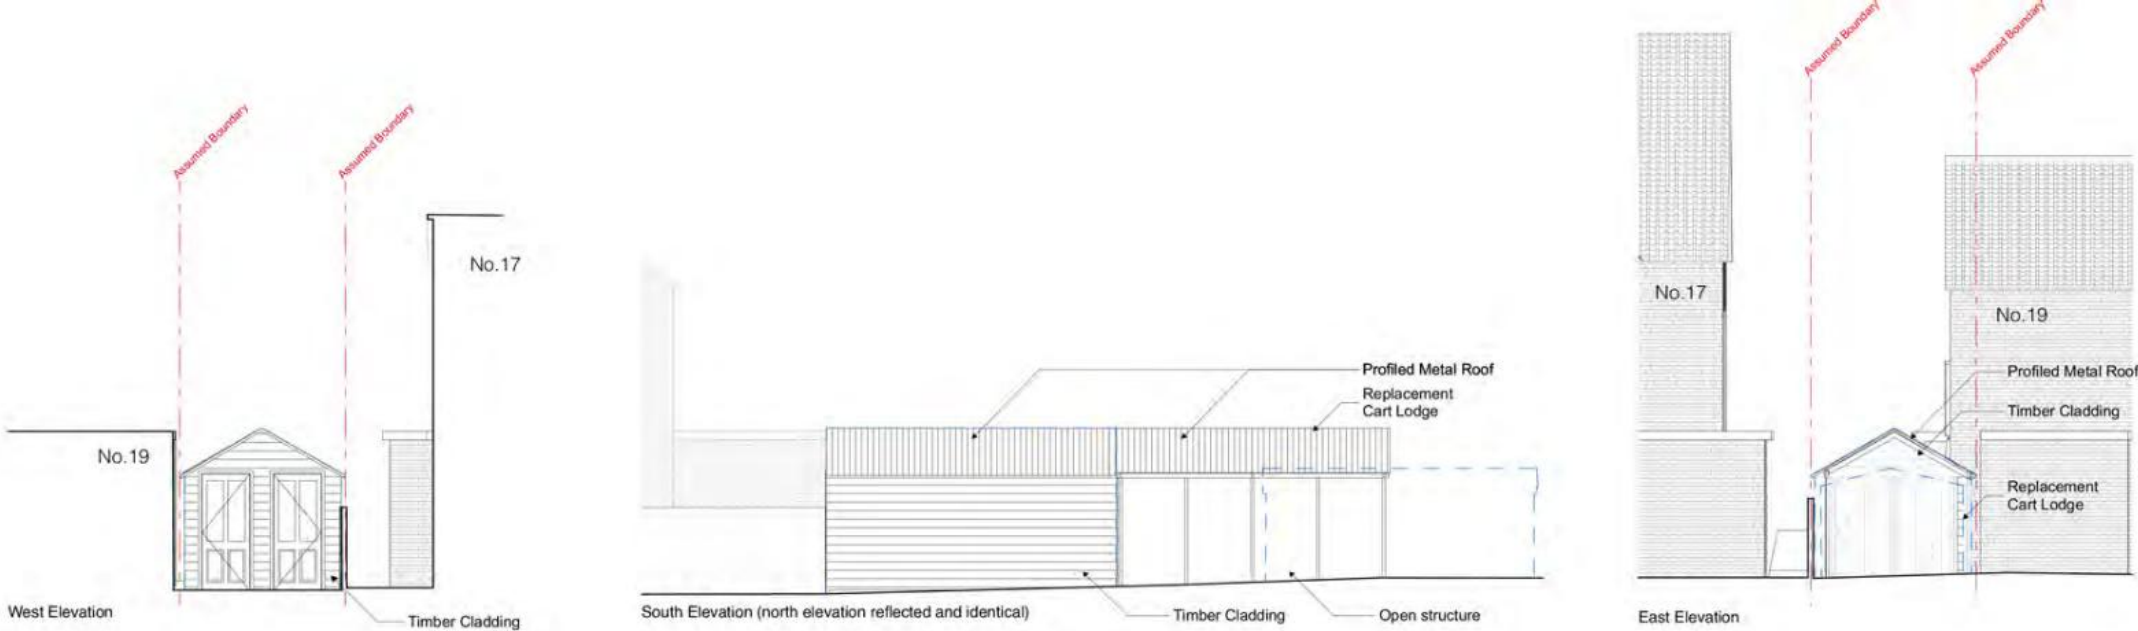 Assumed Boundary
Assumed Boundary
No.17
No.19
West Elevation
Timber Cladding
Profiled Metal Roof
Replacement
Cart Lodge
South Elevation (north elevation reflected and identical)
Timber Cladding
Open structure
Assumed Boundary
Assumed Boundary
No.17
No.19
Profiled Metal Roof
Timber Cladding
Replacement
Cart Lodge
East Elevation